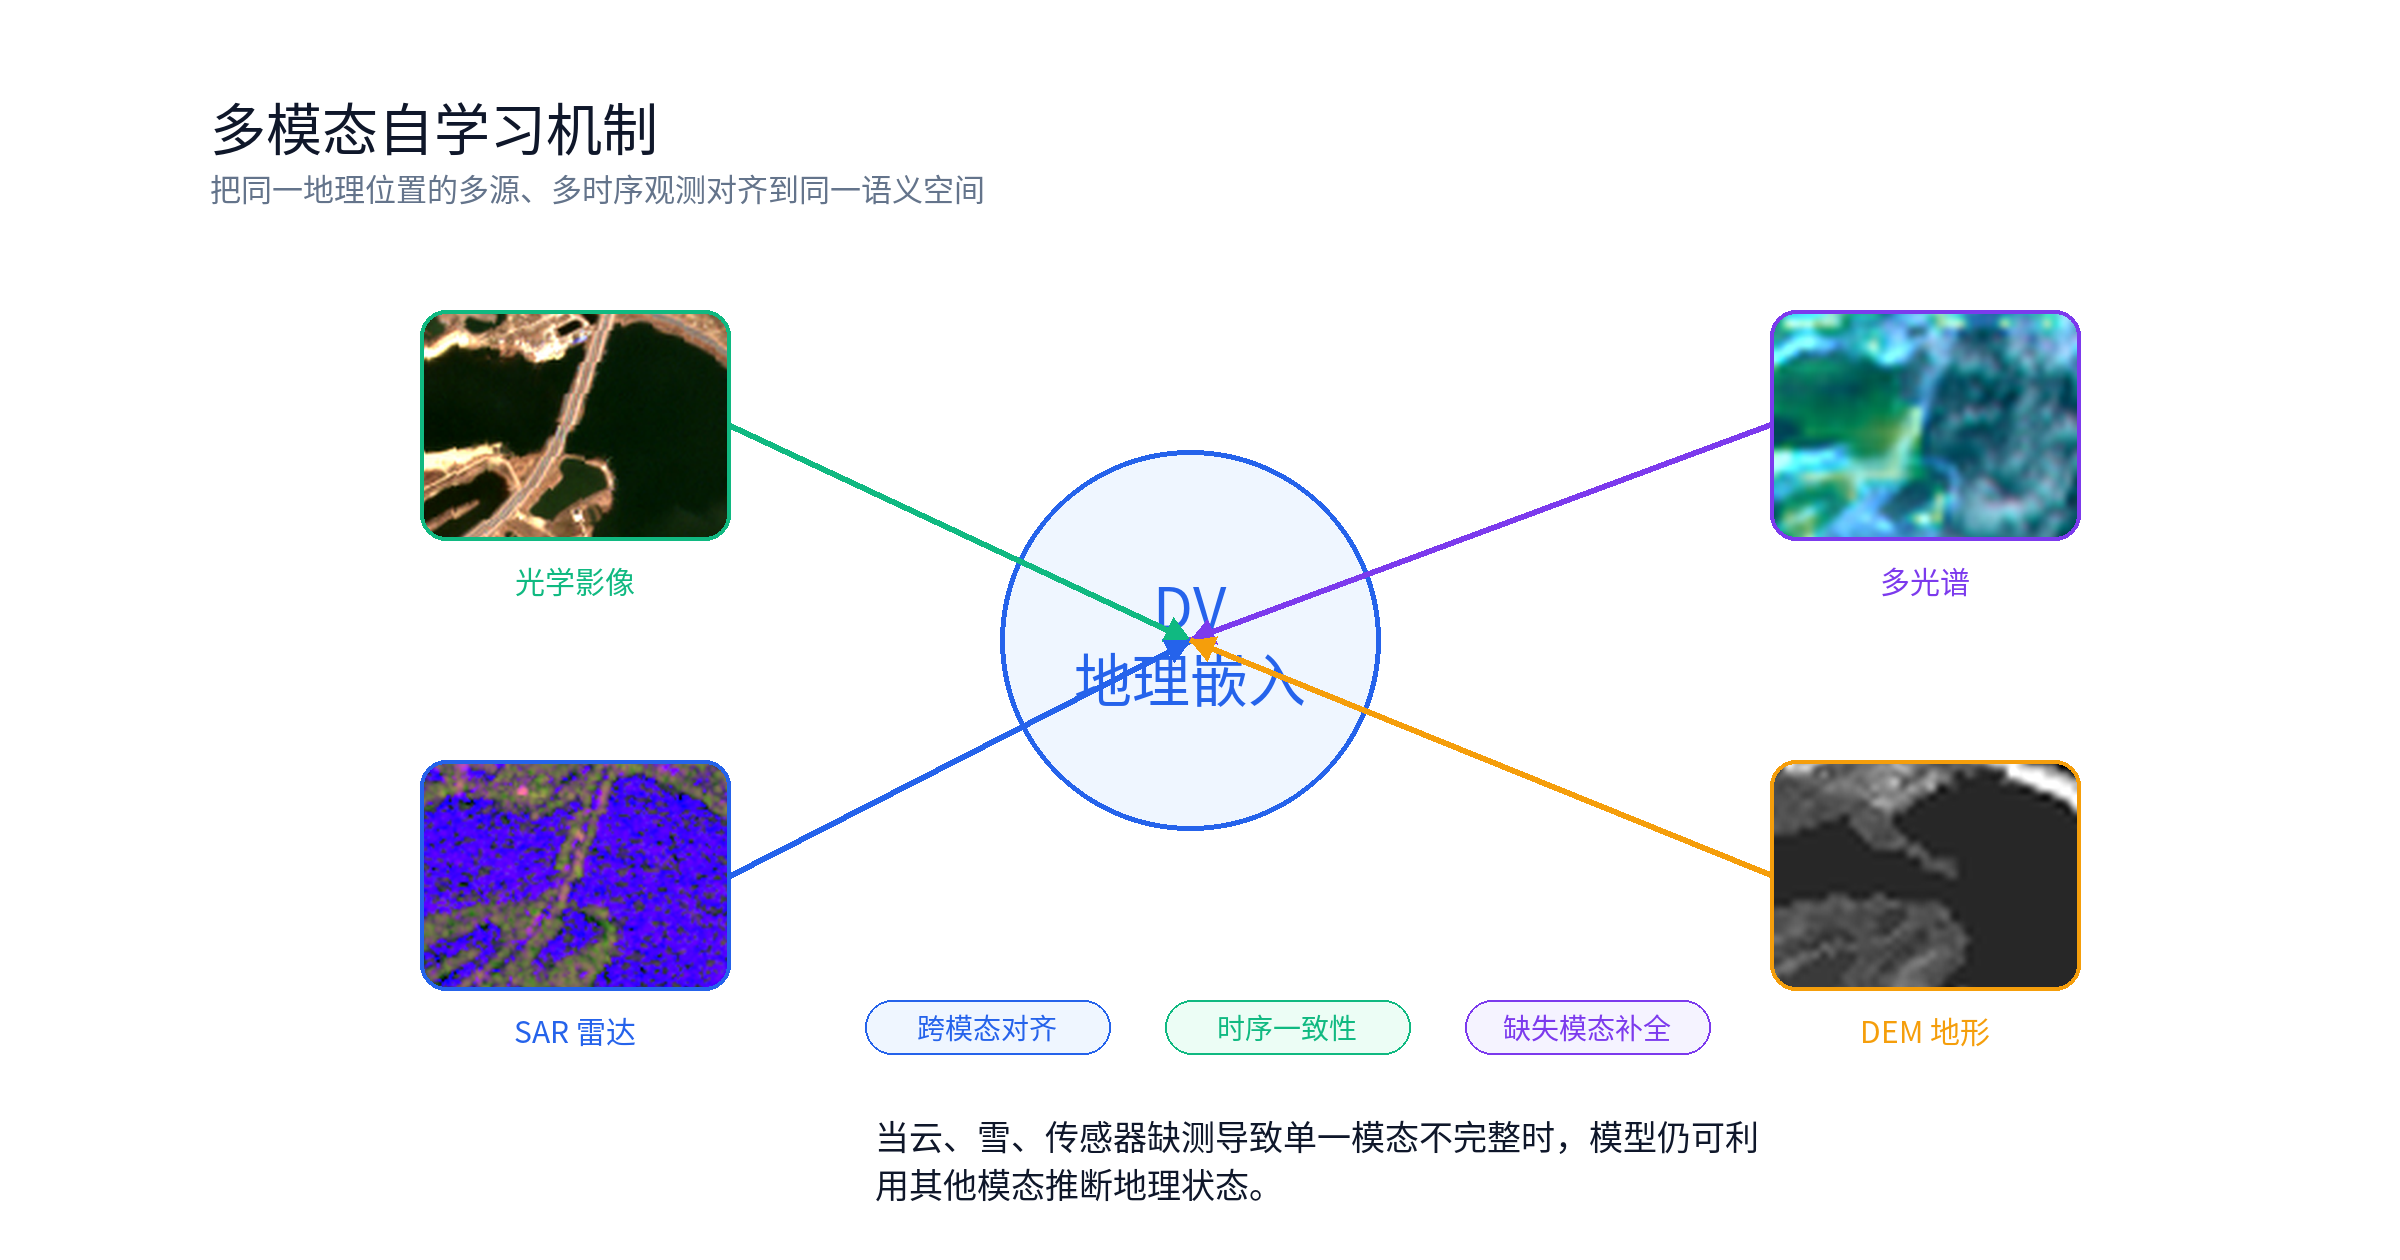 多模态自学习机制
把同一地理位置的多源、多时序观测对齐到同一语义空间
光学影像
多光谱
DV
地理嵌入
SAR 雷达
DEM 地形
跨模态对齐
时序一致性
缺失模态补全
当云、雪、传感器缺测导致单一模态不完整时，模型仍可利
用其他模态推断地理状态。